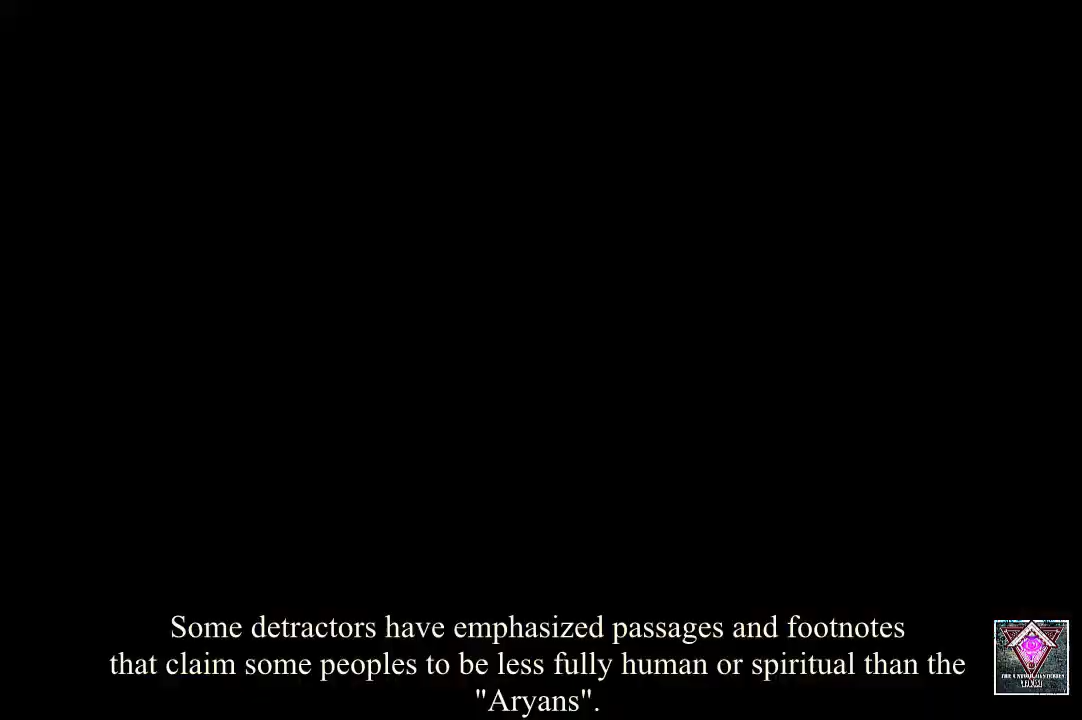 Some detractors have emphasized passages and footnotes
that claim some peoples to be less fully human or spiritual than the
"Aryans".